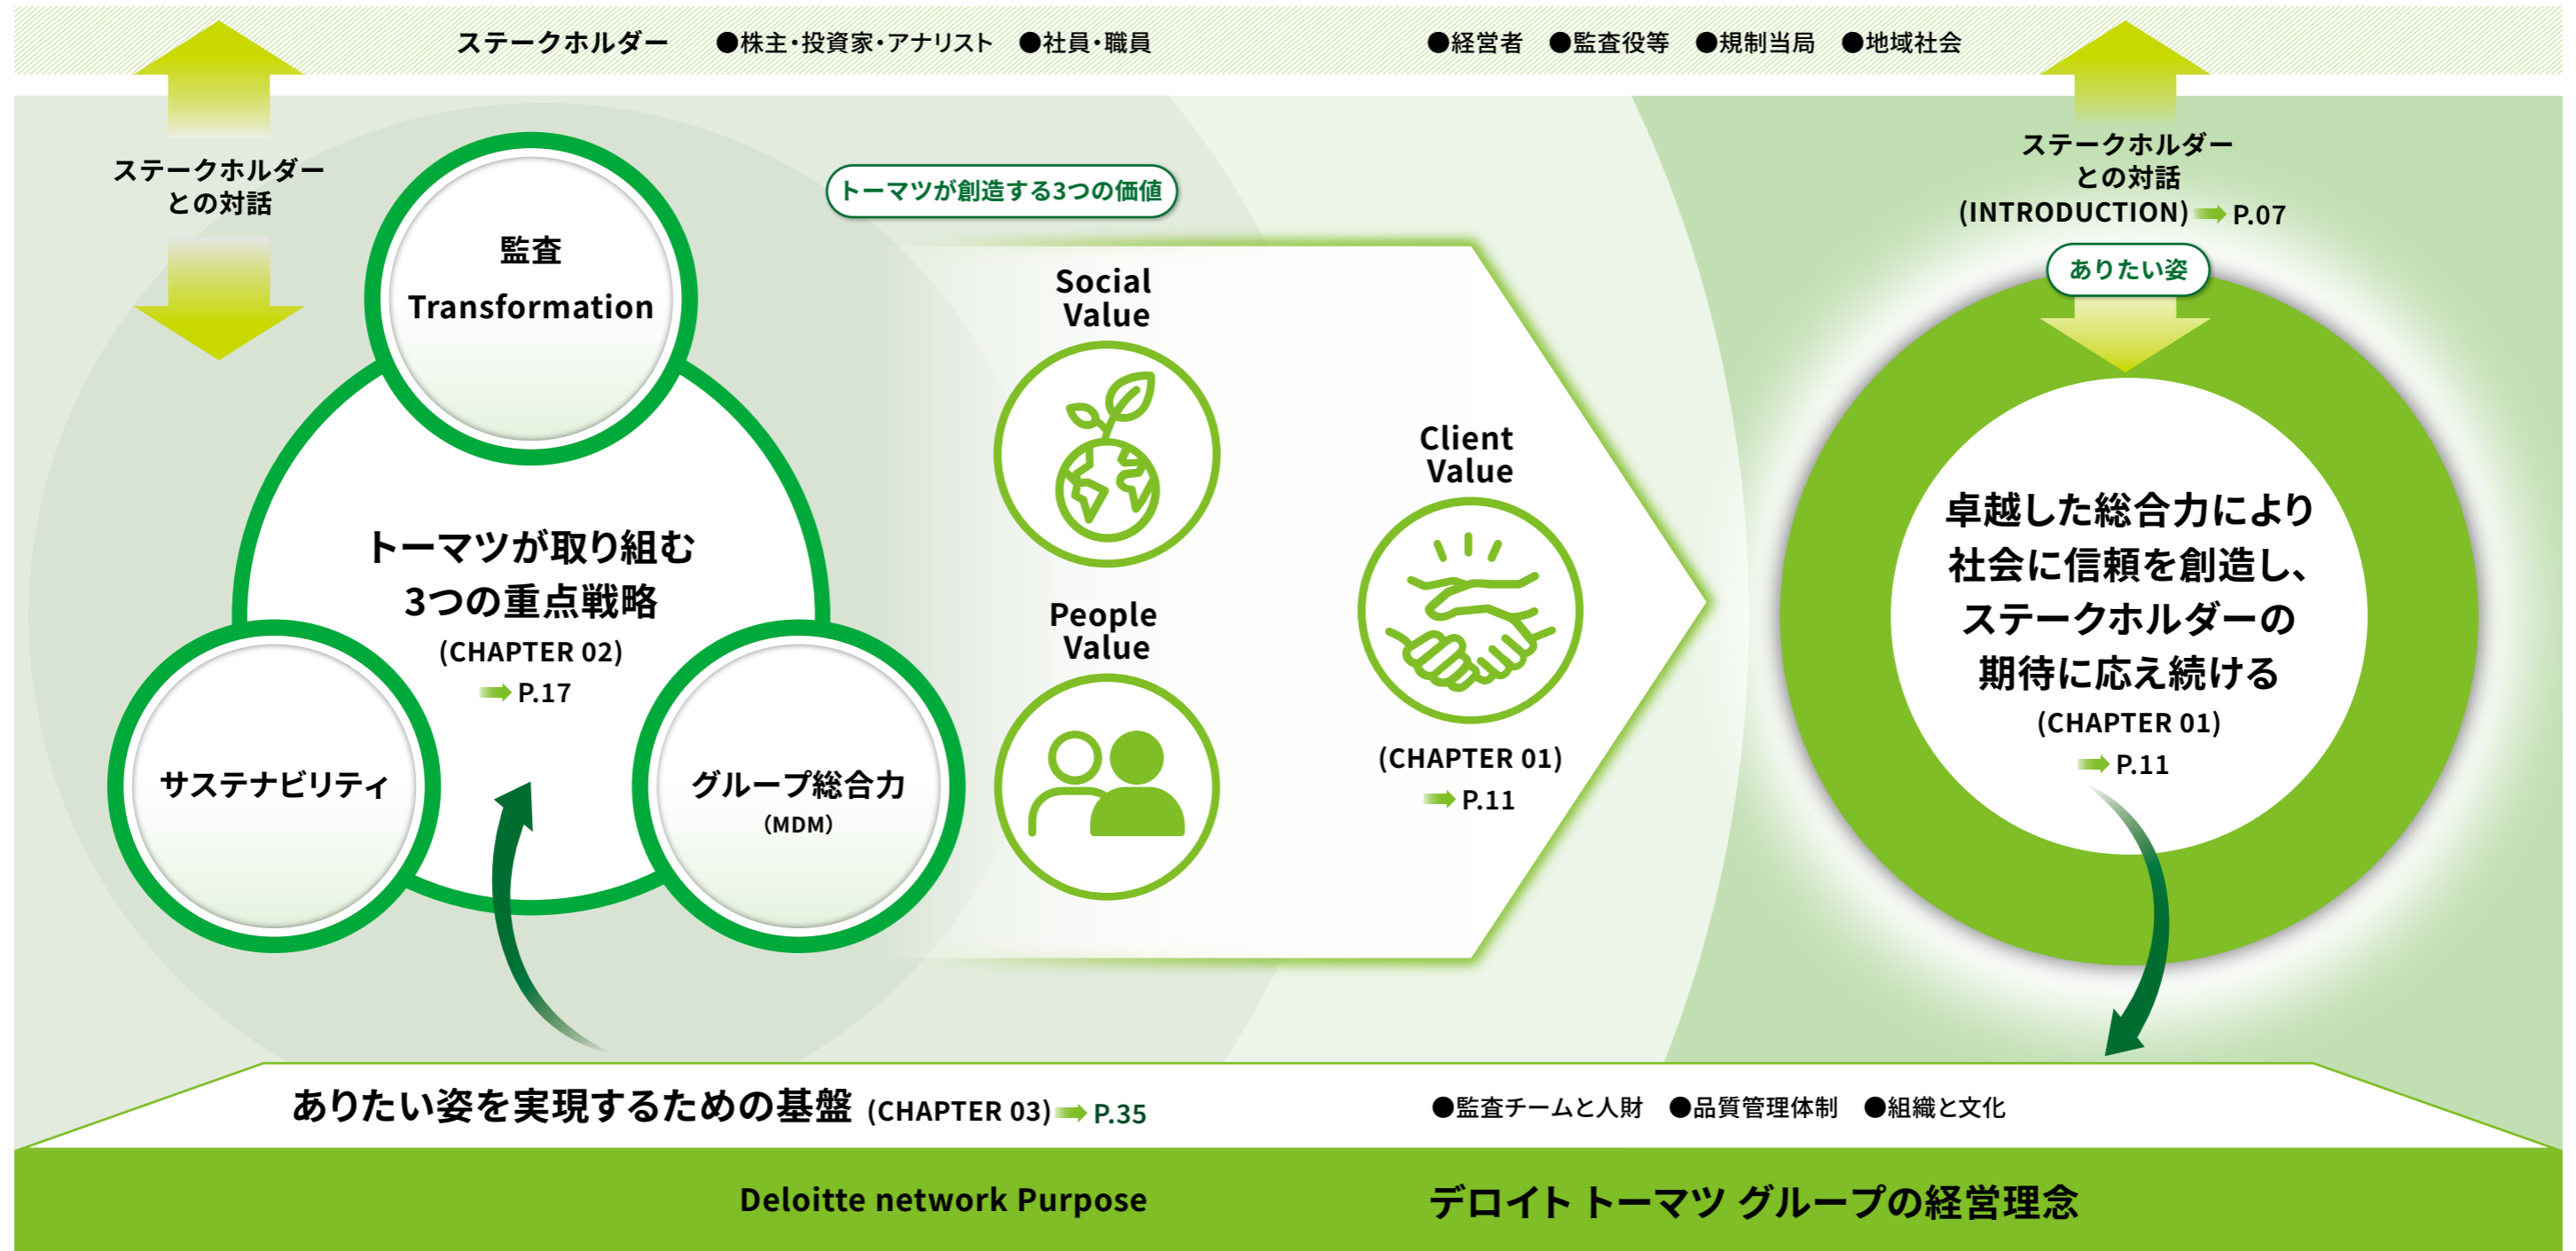 ステークホルダー ●株主・投資家・アナリスト ●社員・職員 ●経営者 ●監査役等 ●規制当局 ●地域社会
ステークホルダー
との対話
監査
Transformation
トーマツが取り組む
3つの重点戦略
(CHAPTER 02)
P.17
サステナビリティ
グループ総合力
(MDM)
トーマツが創造する3つの価値
Social
Value
People
Value
Client
Value
(CHAPTER 01)
P.11
ステークホルダー
との対話
(INTRODUCTION) P.07
ありたい姿
卓越した総合力により
社会に信頼を創造し、
ステークホルダーの
期待に応え続ける
(CHAPTER 01)
P.11
ありたい姿を実現するための基盤 (CHAPTER 03) P.35
●監査チームと人財 ●品質管理体制 ●組織と文化
Deloitte network Purpose
デロイト トーマツ グループの経営理念